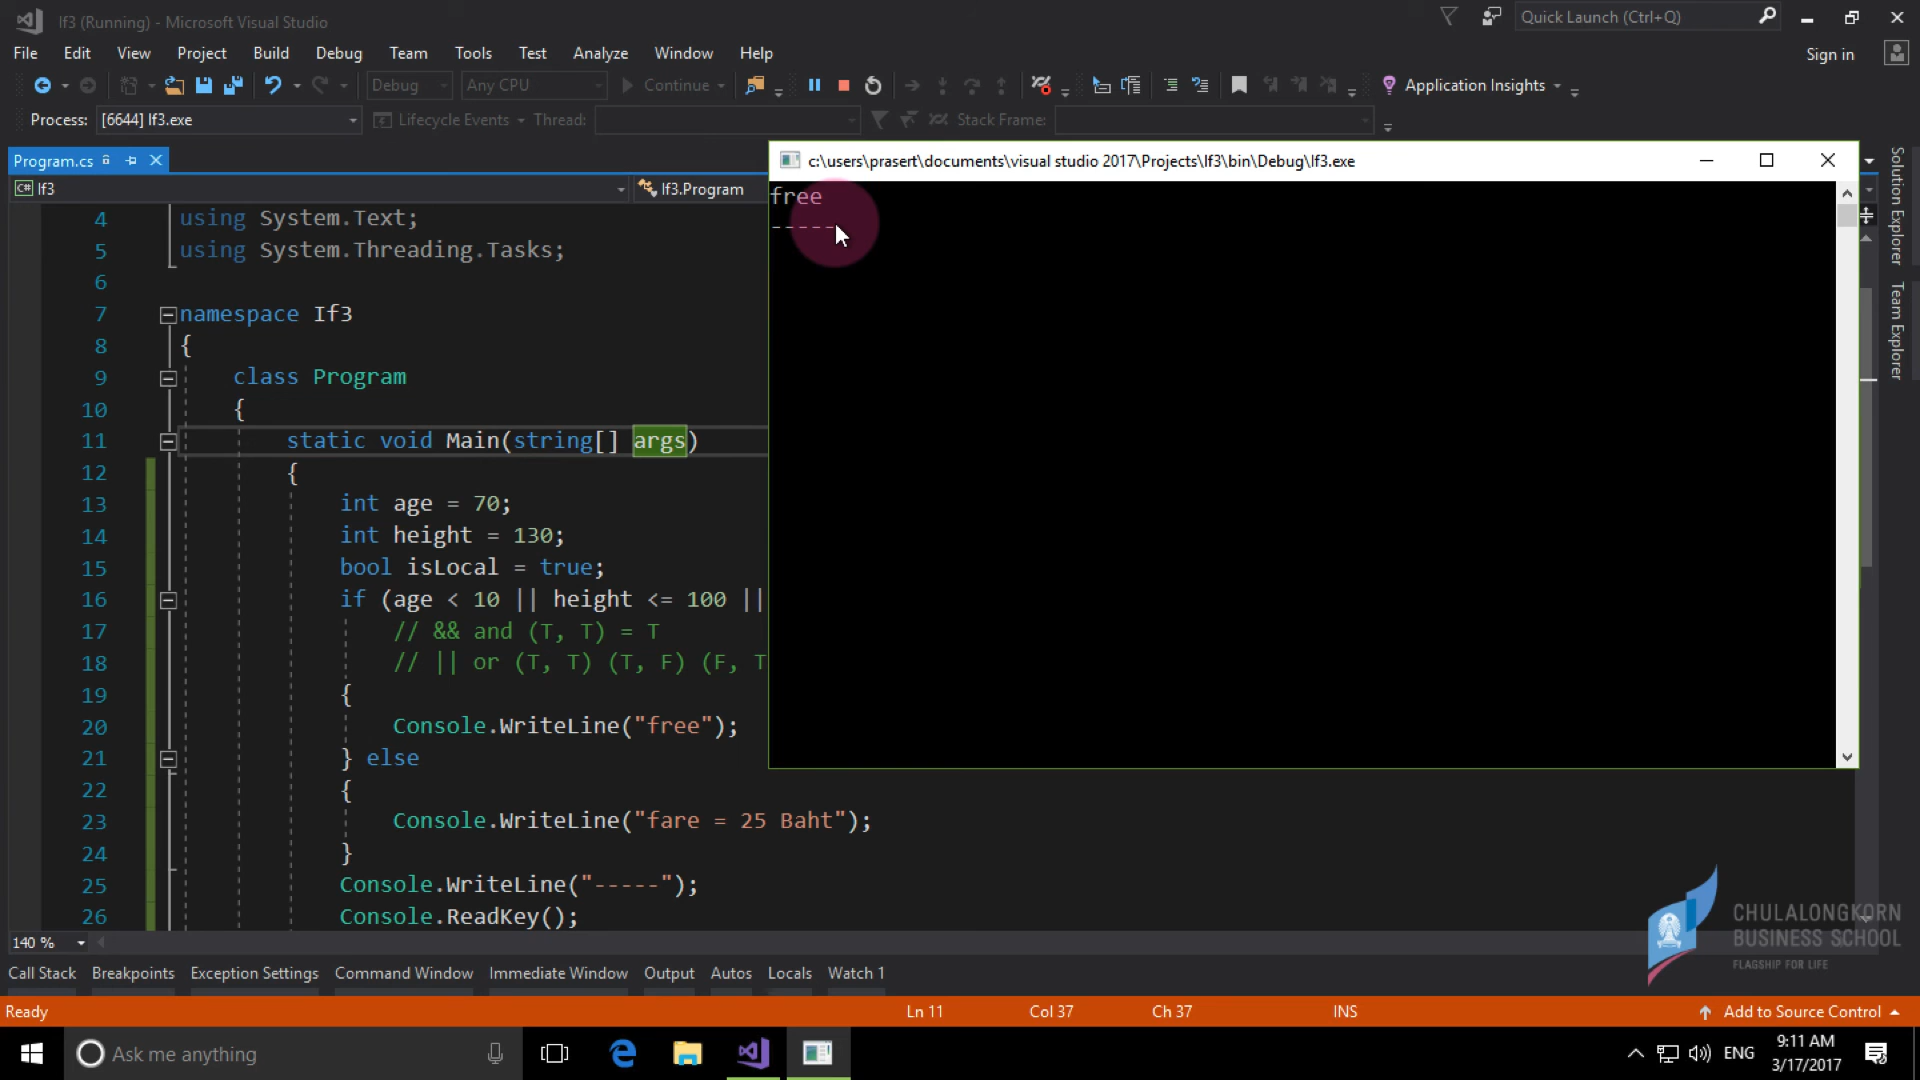 If3 (Running) - Microsoft Visual Studio
Quick Launch (Ctrl+Q)
File Edit View Project Build Debug Team Tools Test Analyze Window Help
Sign in
Debug Any CPU Continue Application Insights
Process: [6644] If3.exe Lifecycle Events Thread: Stack Frame:
Program.cs
c:\users\prasert\documents\visual studio 2017\Projects\If3\bin\Debug\If3.exe
C# If3 If3.Program
free
-----
Solution Explorer
Team Explorer
4 using System.Text;
5 using System.Threading.Tasks;
6
7 namespace If3
8 {
9 class Program
10 {
11 static void Main(string[] args)
12 {
13 int age = 70;
14 int height = 130;
15 bool isLocal = true;
16 if (age < 10 || height <= 100 ||
17 // && and (T, T) = T
18 // || or (T, T) (T, F) (F, T
19 {
20 Console.WriteLine("free");
21 } else
22 {
23 Console.WriteLine("fare = 25 Baht");
24 }
25 Console.WriteLine("-----");
26 Console.ReadKey();
CHULALONGKORN
BUSINESS SCHOOL
FLAGSHIP FOR LIFE
140 %
Call Stack Breakpoints Exception Settings Command Window Immediate Window Output Autos Locals Watch 1
Ready Ln 11 Col 37 Ch 37 INS Add to Source Control
Ask me anything
ENG
9:11 AM
3/17/2017